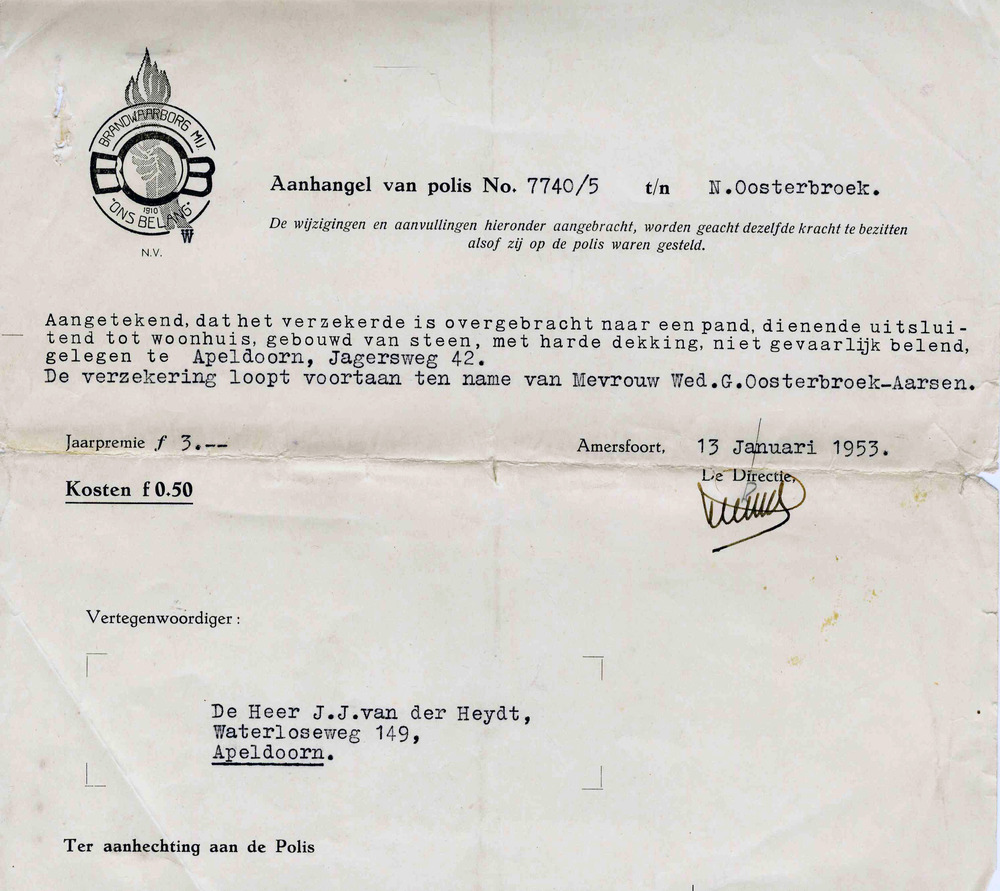 BRANDWAARBORG MIJ.
OBW
1910
"ONS BELANG"
N.V.
Aanhangel van polis No. 7740/5 t/n N.Oosterbroek.
De wijzigingen en aanvullingen hieronder aangebracht, worden geacht dezelfde kracht te bezitten
alsof zij op de polis waren gesteld.
Aangetekend, dat het verzekerde is overgebracht naar een pand, dienende uitslui-
tend tot woonhuis, gebouwd van steen, met harde dekking, niet gevaarlijk belend,
gelegen te Apeldoorn, Jagersweg 42.
De verzekering loopt voortaan ten name van Mevrouw Wed.G.Oosterbroek-Aarsen.
Jaarpremie f 3.-- Amersfoort, 13 Januari 1953.
De Directie,
Kosten f 0.50
Vertegenwoordiger :
De Heer J.J.van der Heydt,
Waterloseweg 149,
Apeldoorn.
Ter aanhechting aan de Polis